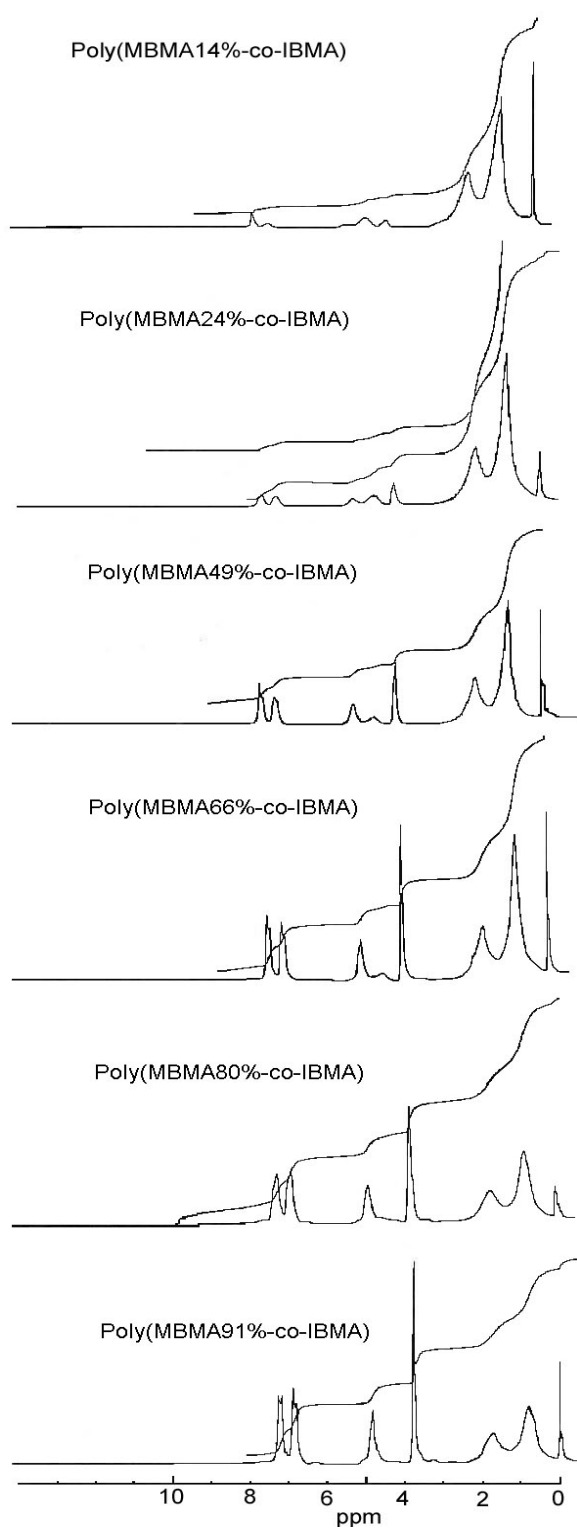 Poly(MBMA14%-co-IBMA)
Poly(MBMA24%-co-IBMA)
Poly(MBMA49%-co-IBMA)
Poly(MBMA66%-co-IBMA)
Poly(MBMA80%-co-IBMA)
Poly(MBMA91%-co-IBMA)
10 8 6 4 2 0
ppm